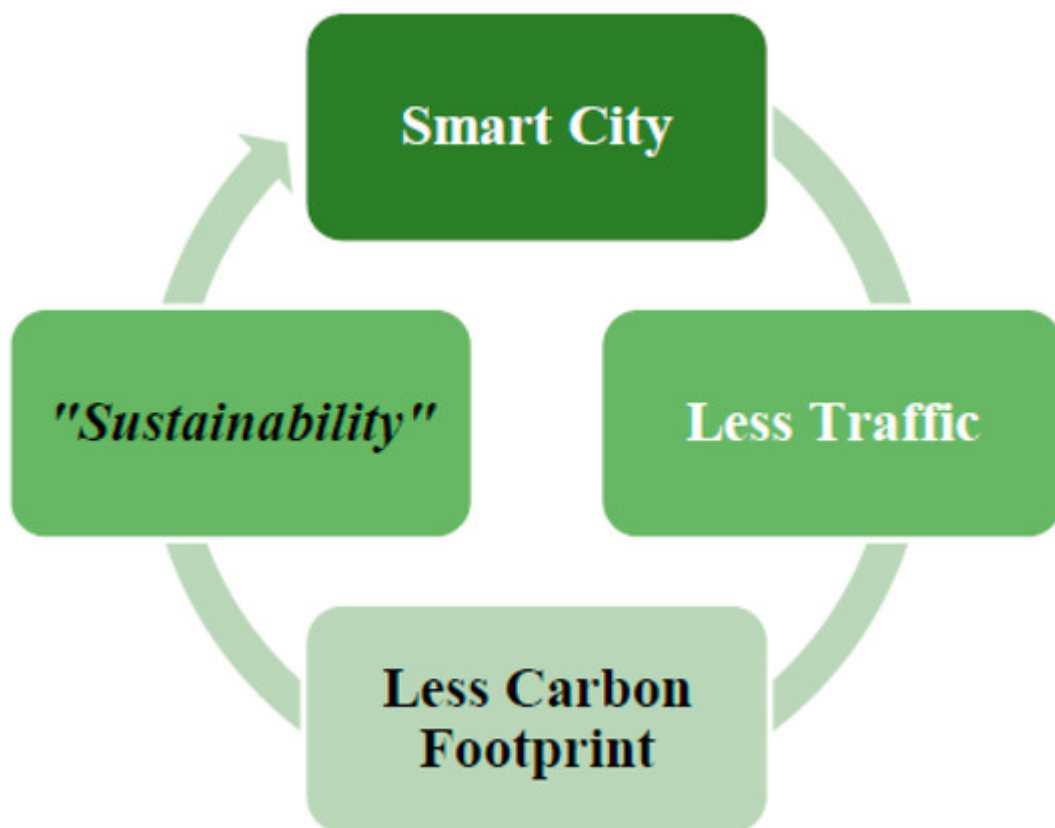 Smart City
Less Traffic
Less Carbon
Footprint
"Sustainability"